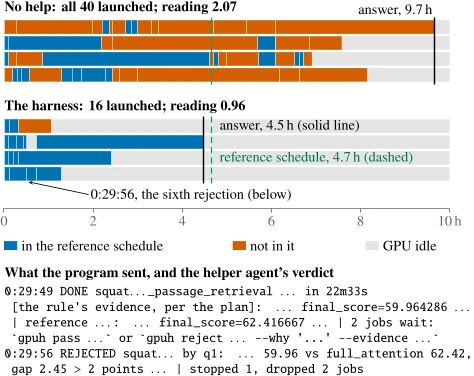 No help: all 40 launched; reading 2.07
answer, 9.7 h
The harness: 16 launched; reading 0.96
answer, 4.5 h (solid line)
reference schedule, 4.7 h (dashed)
0:29:56, the sixth rejection (below)
0 2 4 6 8 10 h
in the reference schedule not in it GPU idle
What the program sent, and the helper agent's verdict
0:29:49 DONE squat..._passage_retrieval ... in 22m33s
[the rule's evidence, per the plan]: ... final_score=59.964286 ...
| reference ...: ... final_score=62.416667 ... | 2 jobs wait:
`gpuh pass ...` or `gpuh reject ... --why '...' --evidence ...`
0:29:56 REJECTED squat... by q1: ... 59.96 vs full_attention 62.42,
gap 2.45 > 2 points ... | stopped 1, dropped 2 jobs